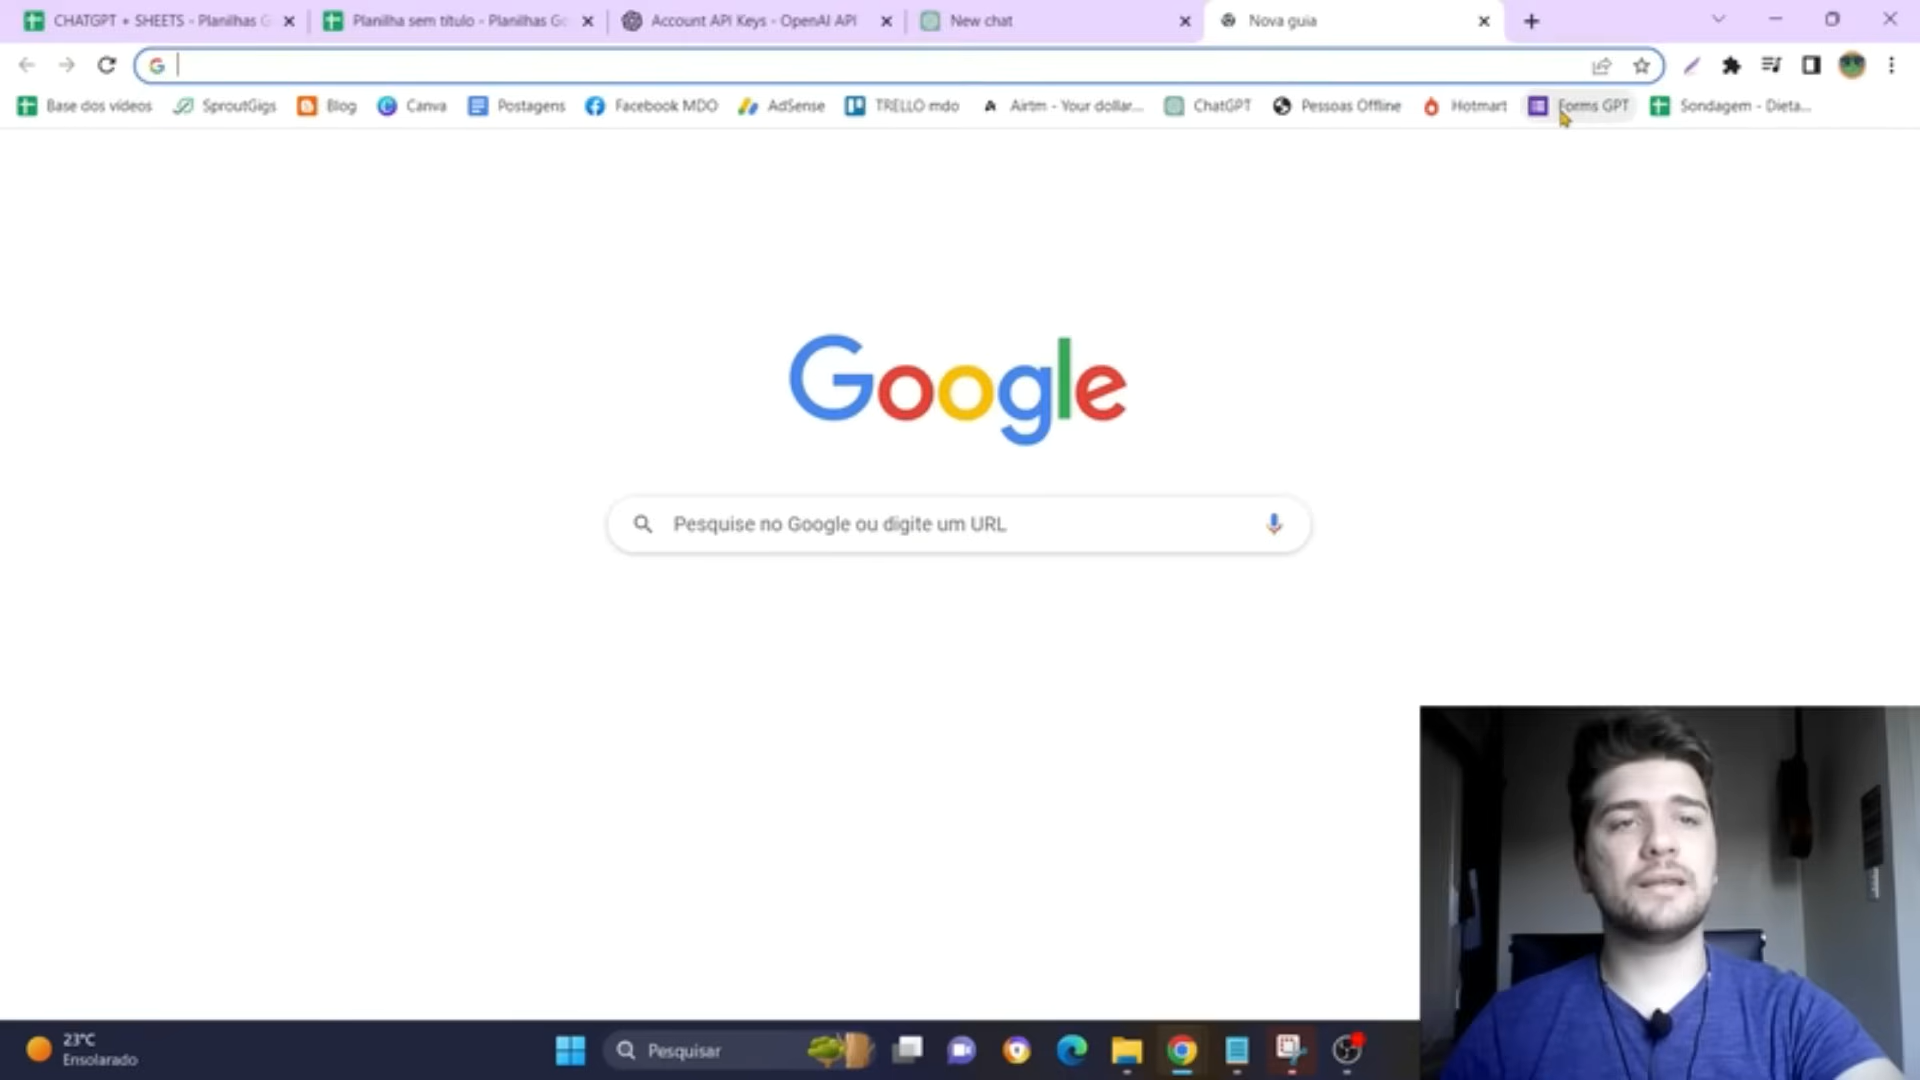 CHATGPT + SHEETS - Planilhas G
Planilha sem título - Planilhas Go
Account API Keys - OpenAI API
New chat
Nova guia
Base dos vídeos
SproutGigs
Blog
Canva
Postagens
Facebook MDO
AdSense
TRELLO mdo
Airtm - Your dollar...
ChatGPT
Pessoas Offline
Hotmart
Forms GPT
Sondagem - Dieta...
Google
Pesquise no Google ou digite um URL
23°C
Ensolarado
Pesquisar